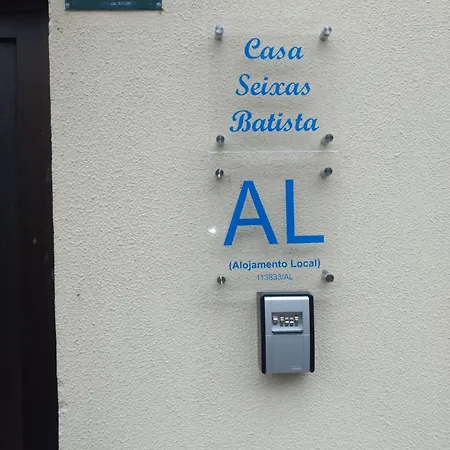 Casa
Seixas
Batista
AL
(Alojamento Local)
113833/AL